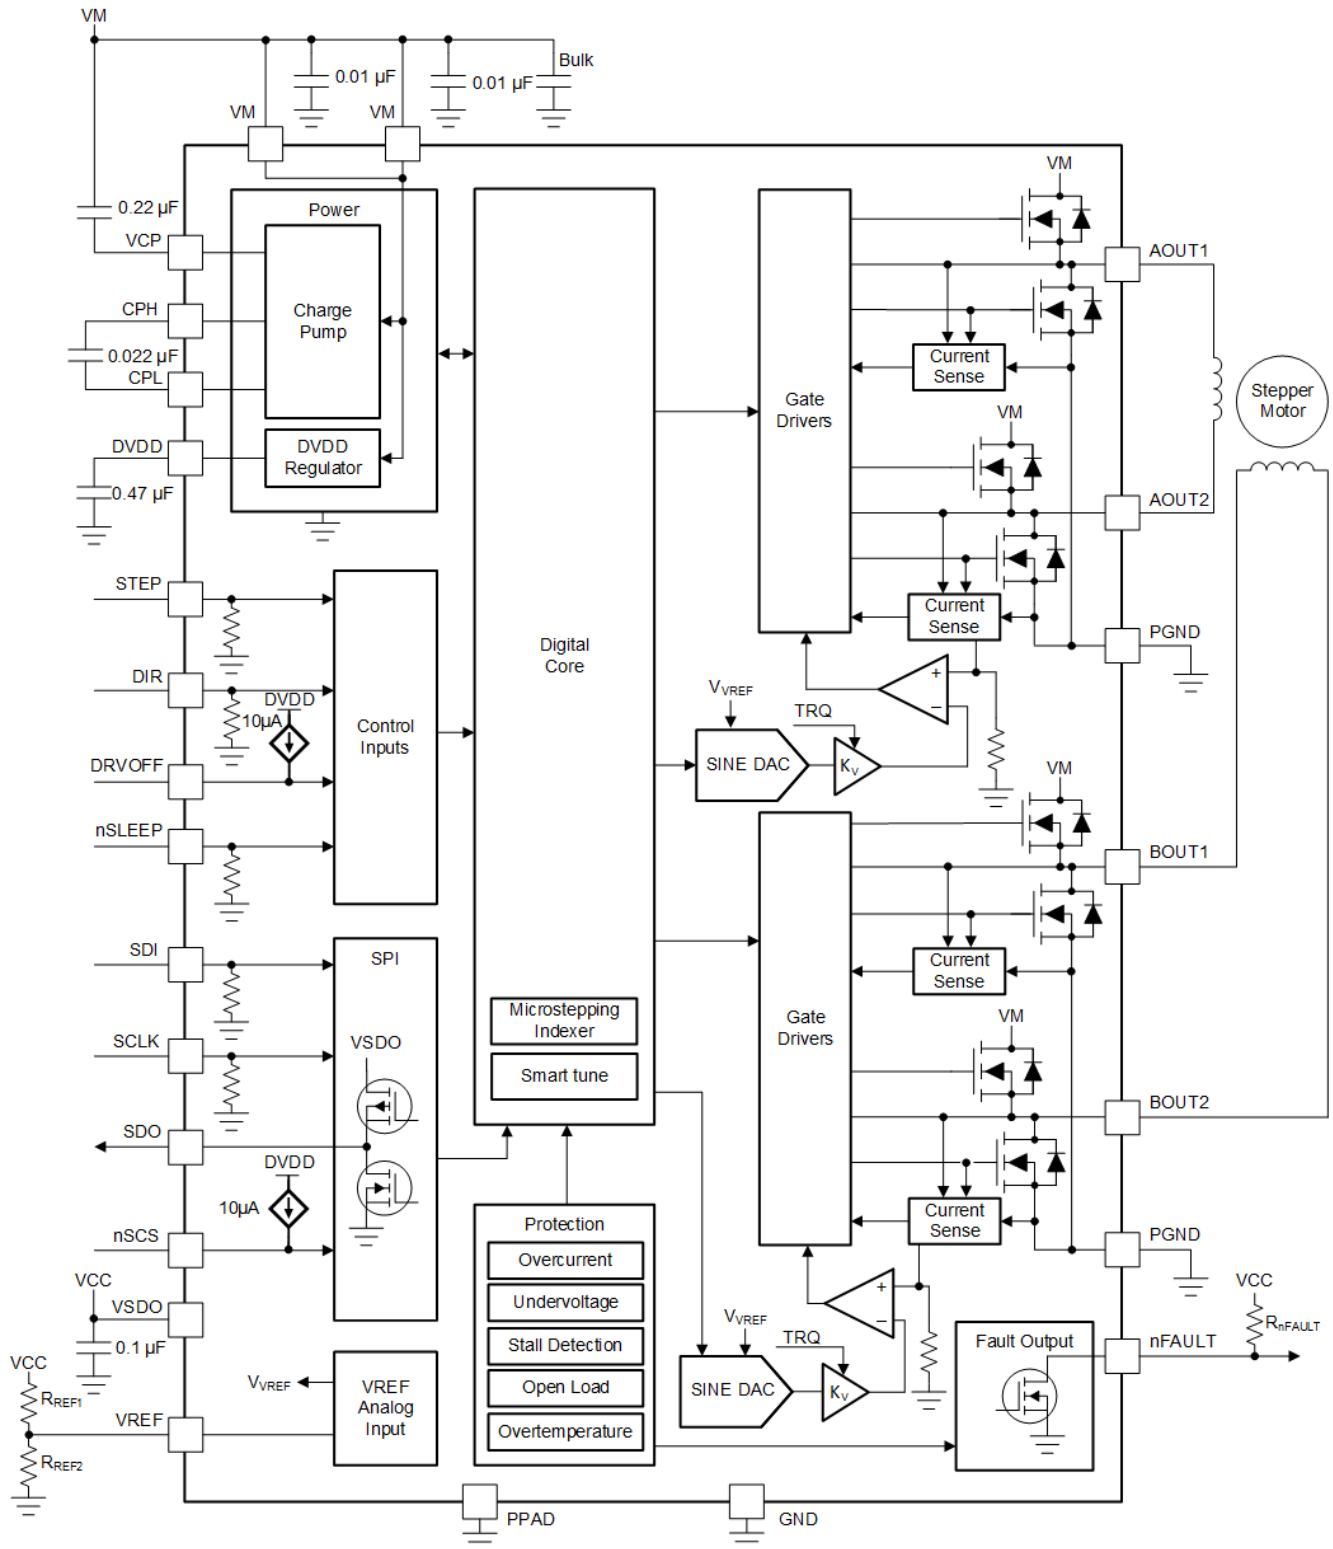 VM
Bulk
0.01 µF
0.01 µF
VM
VM
VM
Power
0.22 µF
VCP
AOUT1
CPH
Charge
Pump
0.022 µF
CPL
Current
Sense
Stepper
Motor
Gate
Drivers
VM
DVDD
DVDD
Regulator
0.47 µF
AOUT2
STEP
Current
Sense
PGND
Digital
Core
DIR
DVDD
10µA
VVREF
TRQ
Control
Inputs
DRVOFF
SINE DAC
KV
+
−
VM
nSLEEP
BOUT1
SDI
SPI
Current
Sense
Microstepping
Indexer
Gate
Drivers
VM
SCLK
VSDO
Smart tune
BOUT2
SDO
DVDD
10µA
Protection
Current
Sense
nSCS
PGND
Overcurrent
VCC
VCC
VSDO
Undervoltage
VVREF
TRQ
+
−
RnFAULT
0.1 µF
Stall Detection
Fault Output
nFAULT
VCC
VVREF
VREF
Analog
Input
Open Load
SINE DAC
KV
RREF1
VREF
Overtemperature
RREF2
PPAD
GND